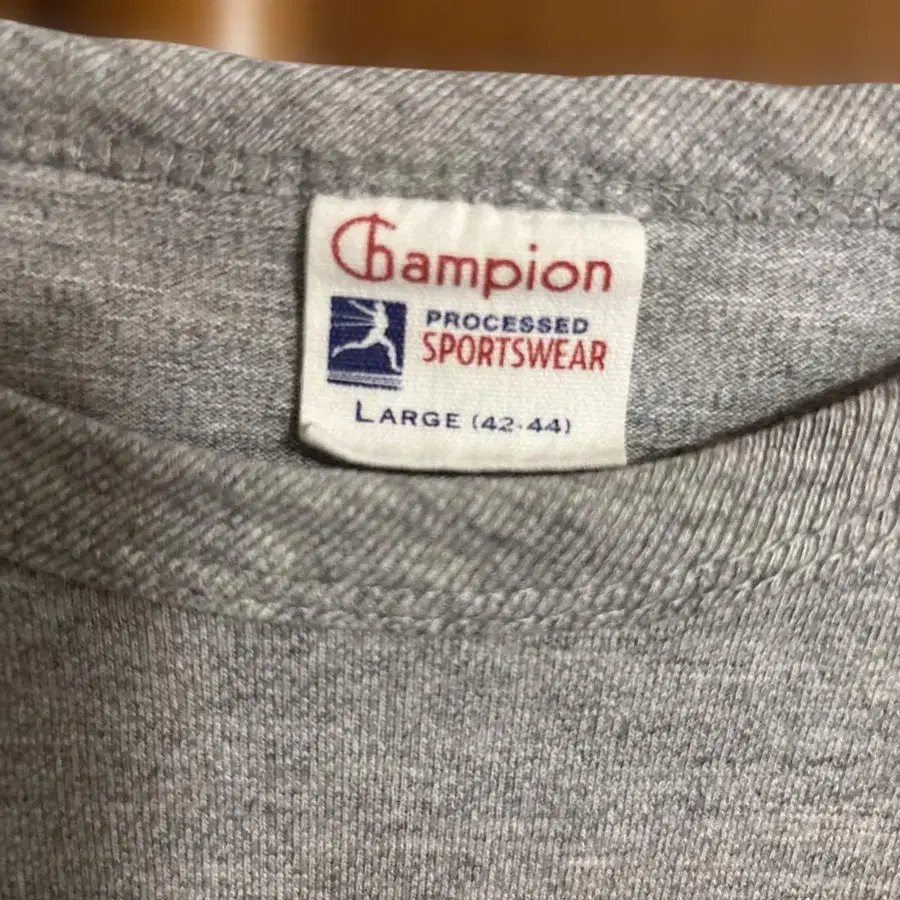 Champion
PROCESSED
SPORTSWEAR
LARGE (42-44)